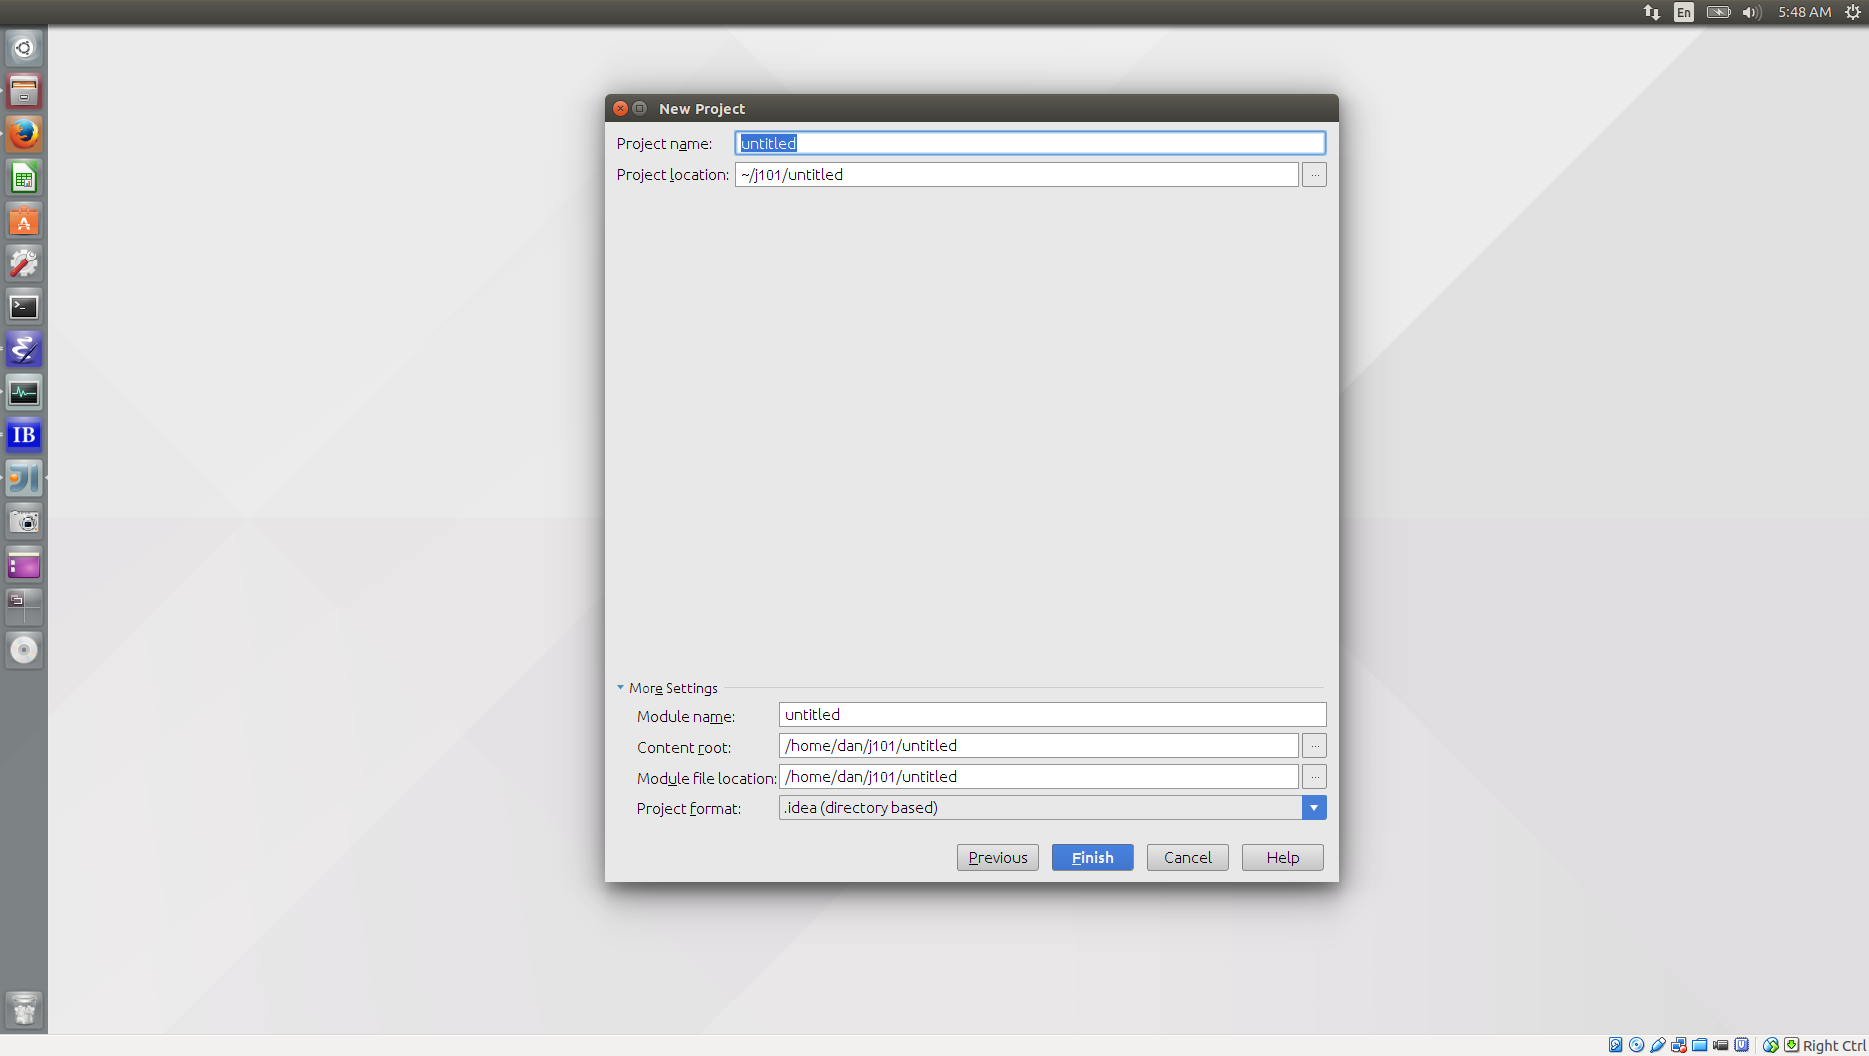 En 5:48 AM
New Project
Project name: untitled
Project location: ~/j101/untitled ...
IB
More Settings
Module name: untitled
Content root: /home/dan/j101/untitled ...
Module file location: /home/dan/j101/untitled ...
Project format: .idea (directory based)
Previous Finish Cancel Help
Right Ctrl